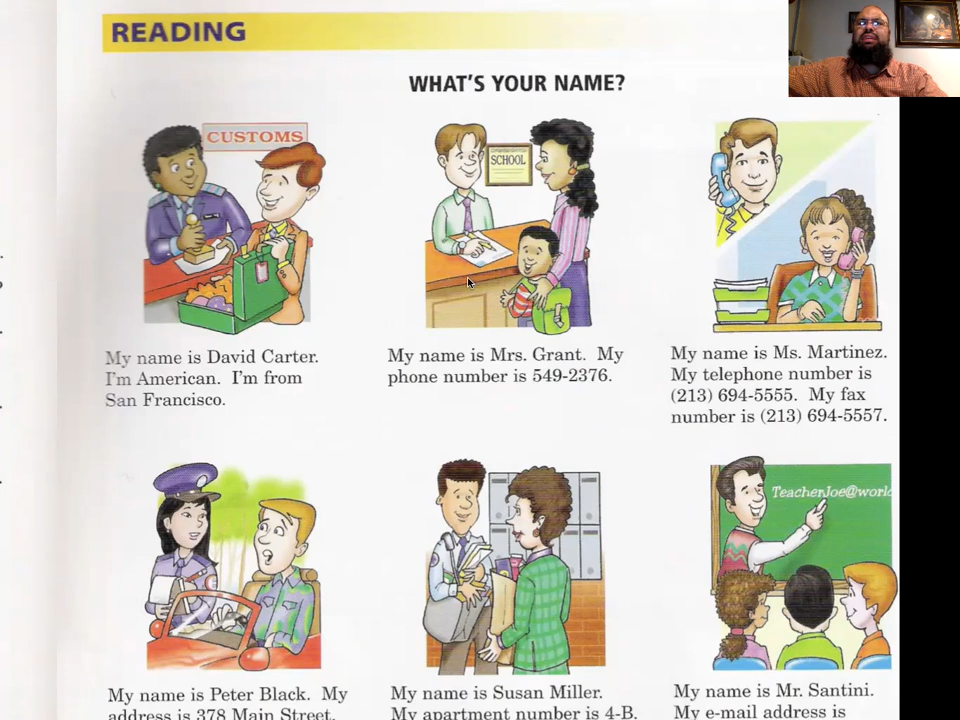 READING
WHAT'S YOUR NAME?
CUSTOMS
SCHOOL
My name is David Carter.
I'm American. I'm from
San Francisco.
My name is Mrs. Grant. My
phone number is 549-2376.
My name is Ms. Martinez.
My telephone number is
(213) 694-5555. My fax
number is (213) 694-5557.
TeacherJoe@world
My name is Peter Black. My
address is 378 Main Street.
My name is Susan Miller.
My apartment number is 4-B.
My name is Mr. Santini.
My e-mail address is